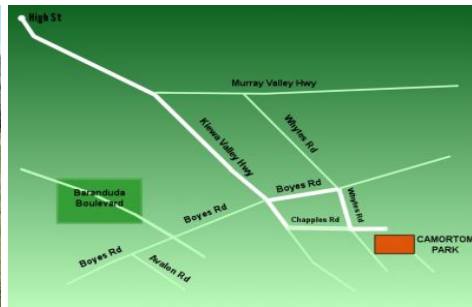 High St
Murray Valley Hwy
Kiewa Valley Hwy
Whytes Rd
Baranduda
Boulevard
Boyes Rd
Boyes Rd
Whytes Rd
Chapples Rd
CAMORTOM
PARK
Boyes Rd
Avalon Rd